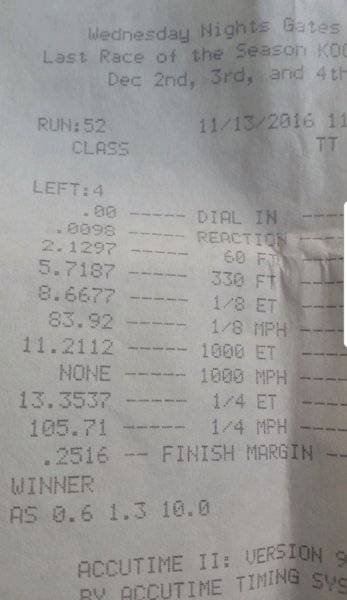 Wednesday Nights Gates
Last Race of the Season
Dec 2nd, 3rd, and 4th
RUN:52 11/13/2016 11
CLASS TT
LEFT:4
.00 ----- DIAL IN ----
.0098 ----- REACTION ----
2.1297 ----- 60 FT ----
5.7187 ----- 330 FT ----
8.6677 ----- 1/8 ET ----
83.92 ----- 1/8 MPH ----
11.2112 ----- 1000 ET ----
NONE ----- 1000 MPH ----
13.3537 ----- 1/4 ET ----
105.71 ----- 1/4 MPH ----
.2516 -- FINISH MARGIN --
WINNER
AS 0.6 1.3 10.0
ACCUTIME II: VERSION 9
BY ACCUTIME TIMING SYS